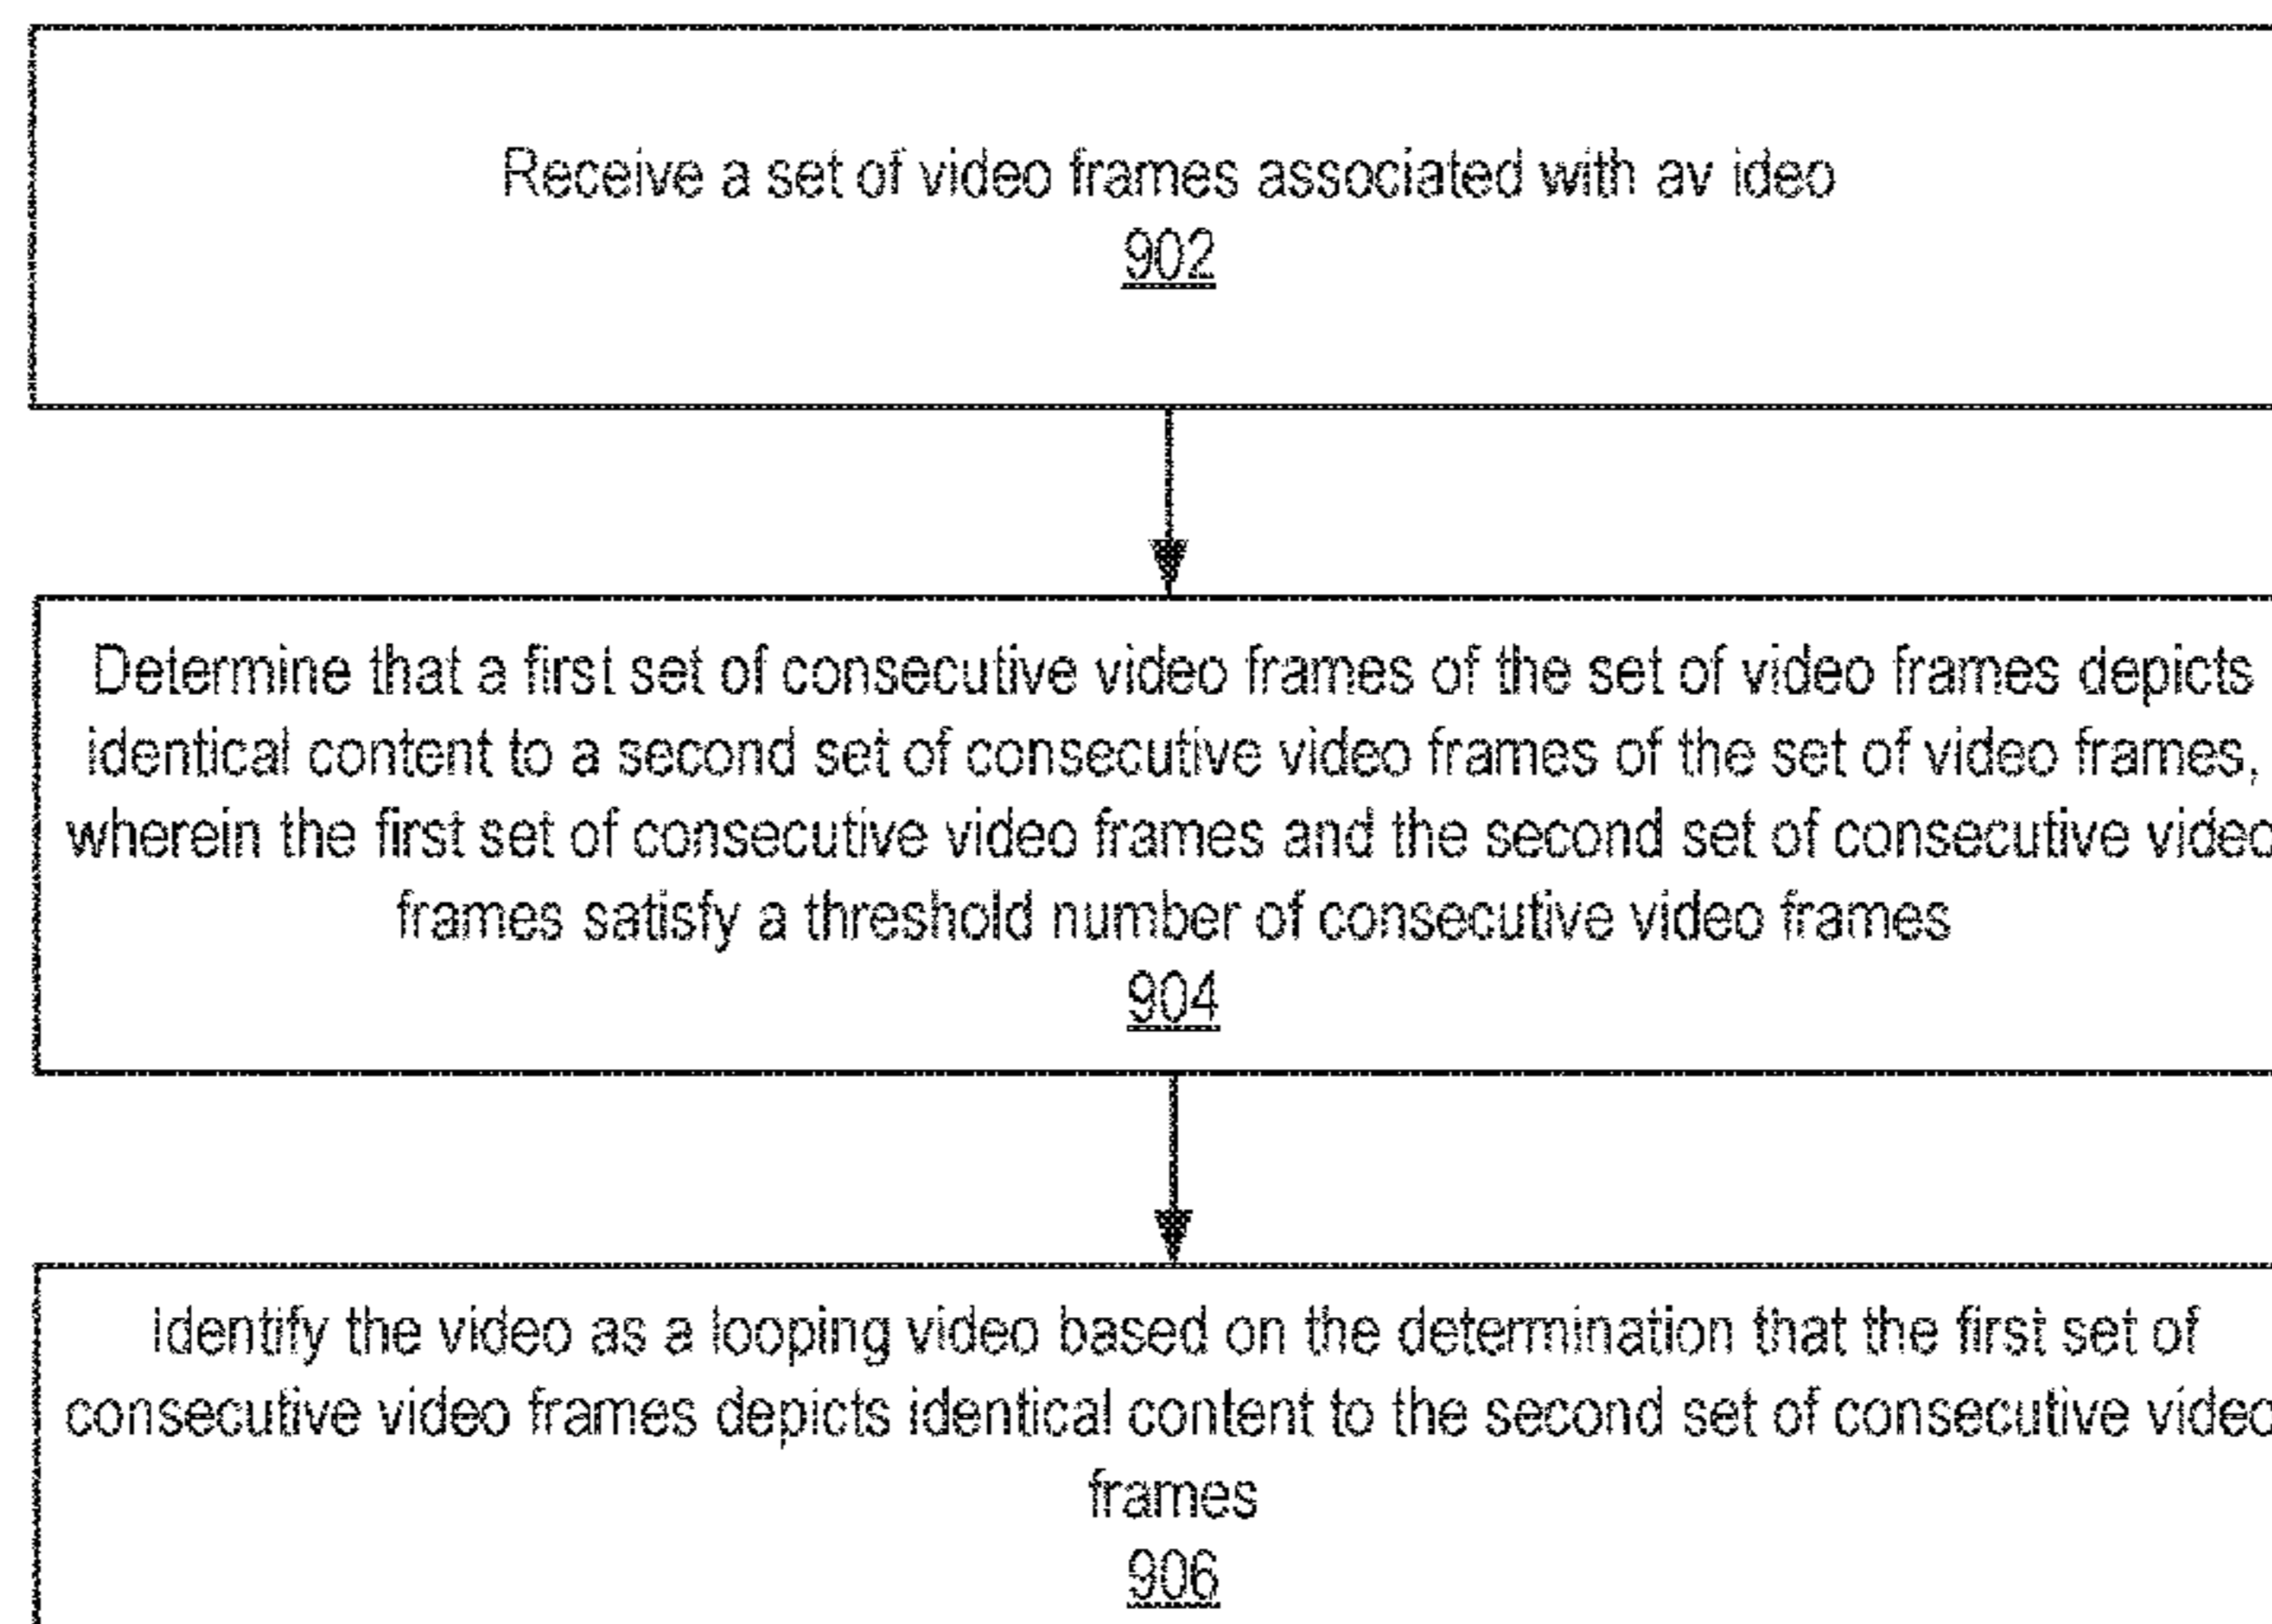 Receive a set of video frames associated with av ideo
902
Determine that a first set of consecutive video frames of the set of video frames depicts
identical content to a second set of consecutive video frames of the set of video frames,
wherein the first set of consecutive video frames and the second set of consecutive video
frames satisfy a threshold number of consecutive video frames
904
Identify the video as a looping video based on the determination that the first set of
consecutive video frames depicts identical content to the second set of consecutive video
frames
906